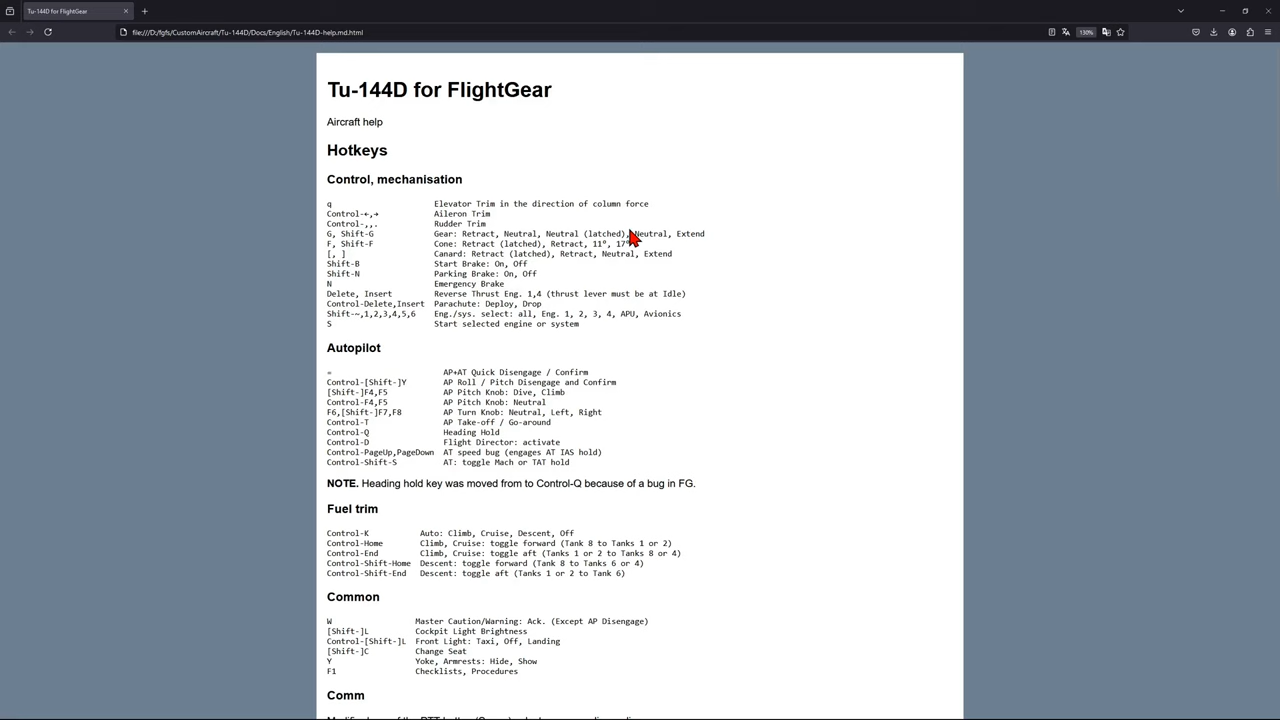 Tu-144D for FlightGear
file:///D:/fgfs/CustomAircraft/Tu-144D/Docs/English/Tu-144D-help.md.html
130%
Tu-144D for FlightGear
Aircraft help
Hotkeys
Control, mechanisation
q Elevator Trim in the direction of column force
Control-←,→ Aileron Trim
Control-,,. Rudder Trim
G, Shift-G Gear: Retract, Neutral, Neutral (latched), Neutral, Extend
F, Shift-F Cone: Retract (latched), Retract, 11°, 17°
[, ] Canard: Retract (latched), Retract, Neutral, Extend
Shift-B Start Brake: On, Off
Shift-N Parking Brake: On, Off
N Emergency Brake
Delete, Insert Reverse Thrust Eng. 1,4 (thrust lever must be at Idle)
Control-Delete,Insert Parachute: Deploy, Drop
Shift-~,1,2,3,4,5,6 Eng./sys. select: all, Eng. 1, 2, 3, 4, APU, Avionics
S Start selected engine or system
Autopilot
= AP+AT Quick Disengage / Confirm
Control-[Shift-]Y AP Roll / Pitch Disengage and Confirm
[Shift-]F4,F5 AP Pitch Knob: Dive, Climb
Control-F4,F5 AP Pitch Knob: Neutral
F6,[Shift-]F7,F8 AP Turn Knob: Neutral, Left, Right
Control-T AP Take-off / Go-around
Control-Q Heading Hold
Control-D Flight Director: activate
Control-PageUp,PageDown AT speed bug (engages AT IAS hold)
Control-Shift-S AT: toggle Mach or TAT hold
NOTE. Heading hold key was moved from to Control-Q because of a bug in FG.
Fuel trim
Control-K Auto: Climb, Cruise, Descent, Off
Control-Home Climb, Cruise: toggle forward (Tank 8 to Tanks 1 or 2)
Control-End Climb, Cruise: toggle aft (Tanks 1 or 2 to Tanks 8 or 4)
Control-Shift-Home Descent: toggle forward (Tank 8 to Tanks 6 or 4)
Control-Shift-End Descent: toggle aft (Tanks 1 or 2 to Tank 6)
Common
W Master Caution/Warning: Ack. (Except AP Disengage)
[Shift-]L Cockpit Light Brightness
Control-[Shift-]L Front Light: Taxi, Off, Landing
[Shift-]C Change Seat
Y Yoke, Armrests: Hide, Show
F1 Checklists, Procedures
Comm